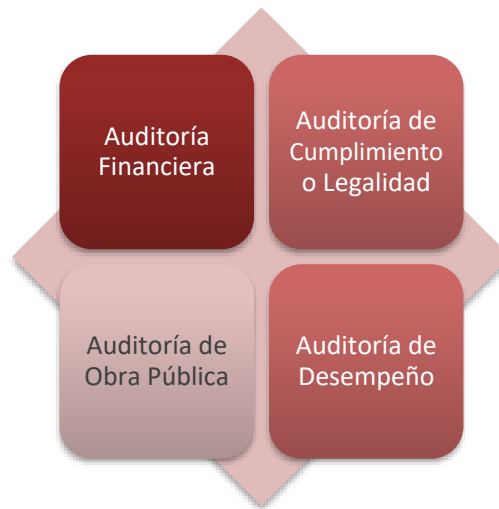 Auditoría
Financiera
Auditoría de
Cumplimiento
o Legalidad
Auditoría de
Obra Pública
Auditoría de
Desempeño